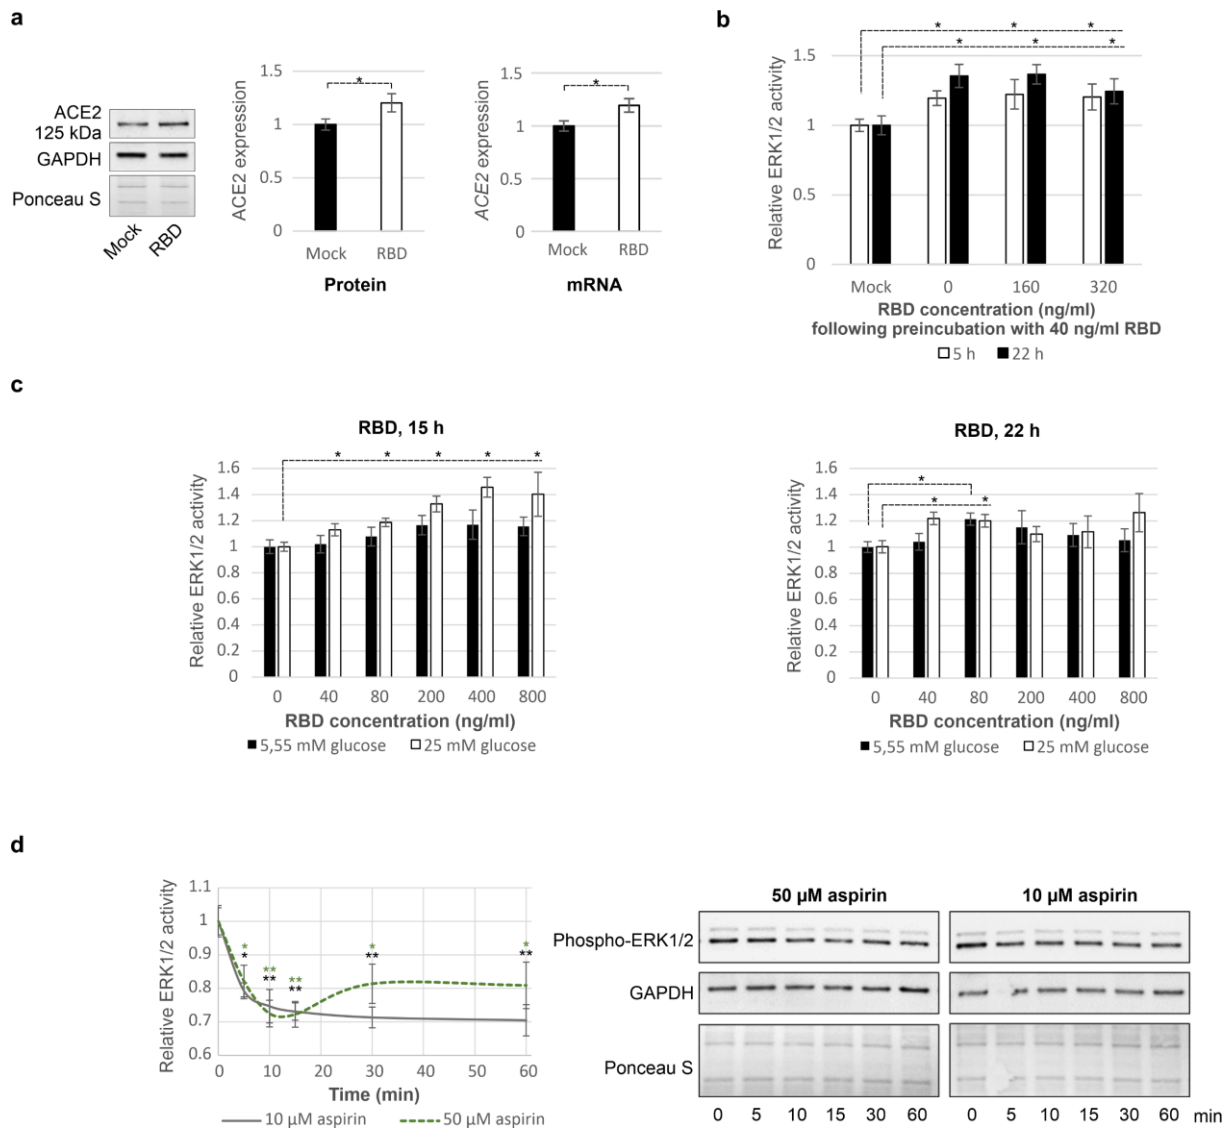 a
ACE2
125 kDa
GAPDH
Ponceau S
Mock RBD
ACE2 expression
1.5
1
0.5
0
*
Mock RBD
Protein
ACE2 expression
1.5
1
0.5
0
*
Mock RBD
mRNA
b
Relative ERK1/2 activity
1.5
1
0.5
0
* * *
* * *
Mock 0 160 320
RBD concentration (ng/ml)
following preincubation with 40 ng/ml RBD
5 h 22 h
c
RBD, 15 h
Relative ERK1/2 activity
* * * * *
1.6
1.4
1.2
1
0.8
0.6
0.4
0.2
0
0 40 80 200 400 800
RBD concentration (ng/ml)
5,55 mM glucose 25 mM glucose
RBD, 22 h
Relative ERK1/2 activity
1.6
1.4
1.2
1
0.8
0.6
0.4
0.2
0
*
* *
0 40 80 200 400 800
RBD concentration (ng/ml)
5,55 mM glucose 25 mM glucose
d
Relative ERK1/2 activity
1.1
1
0.9
0.8
0.7
0.6
* ** ** * *
* ** ** ** **
0 10 20 30 40 50 60
Time (min)
10 µM aspirin 50 µM aspirin
50 µM aspirin 10 µM aspirin
Phospho-ERK1/2
GAPDH
Ponceau S
0 5 10 15 30 60 0 5 10 15 30 60 min